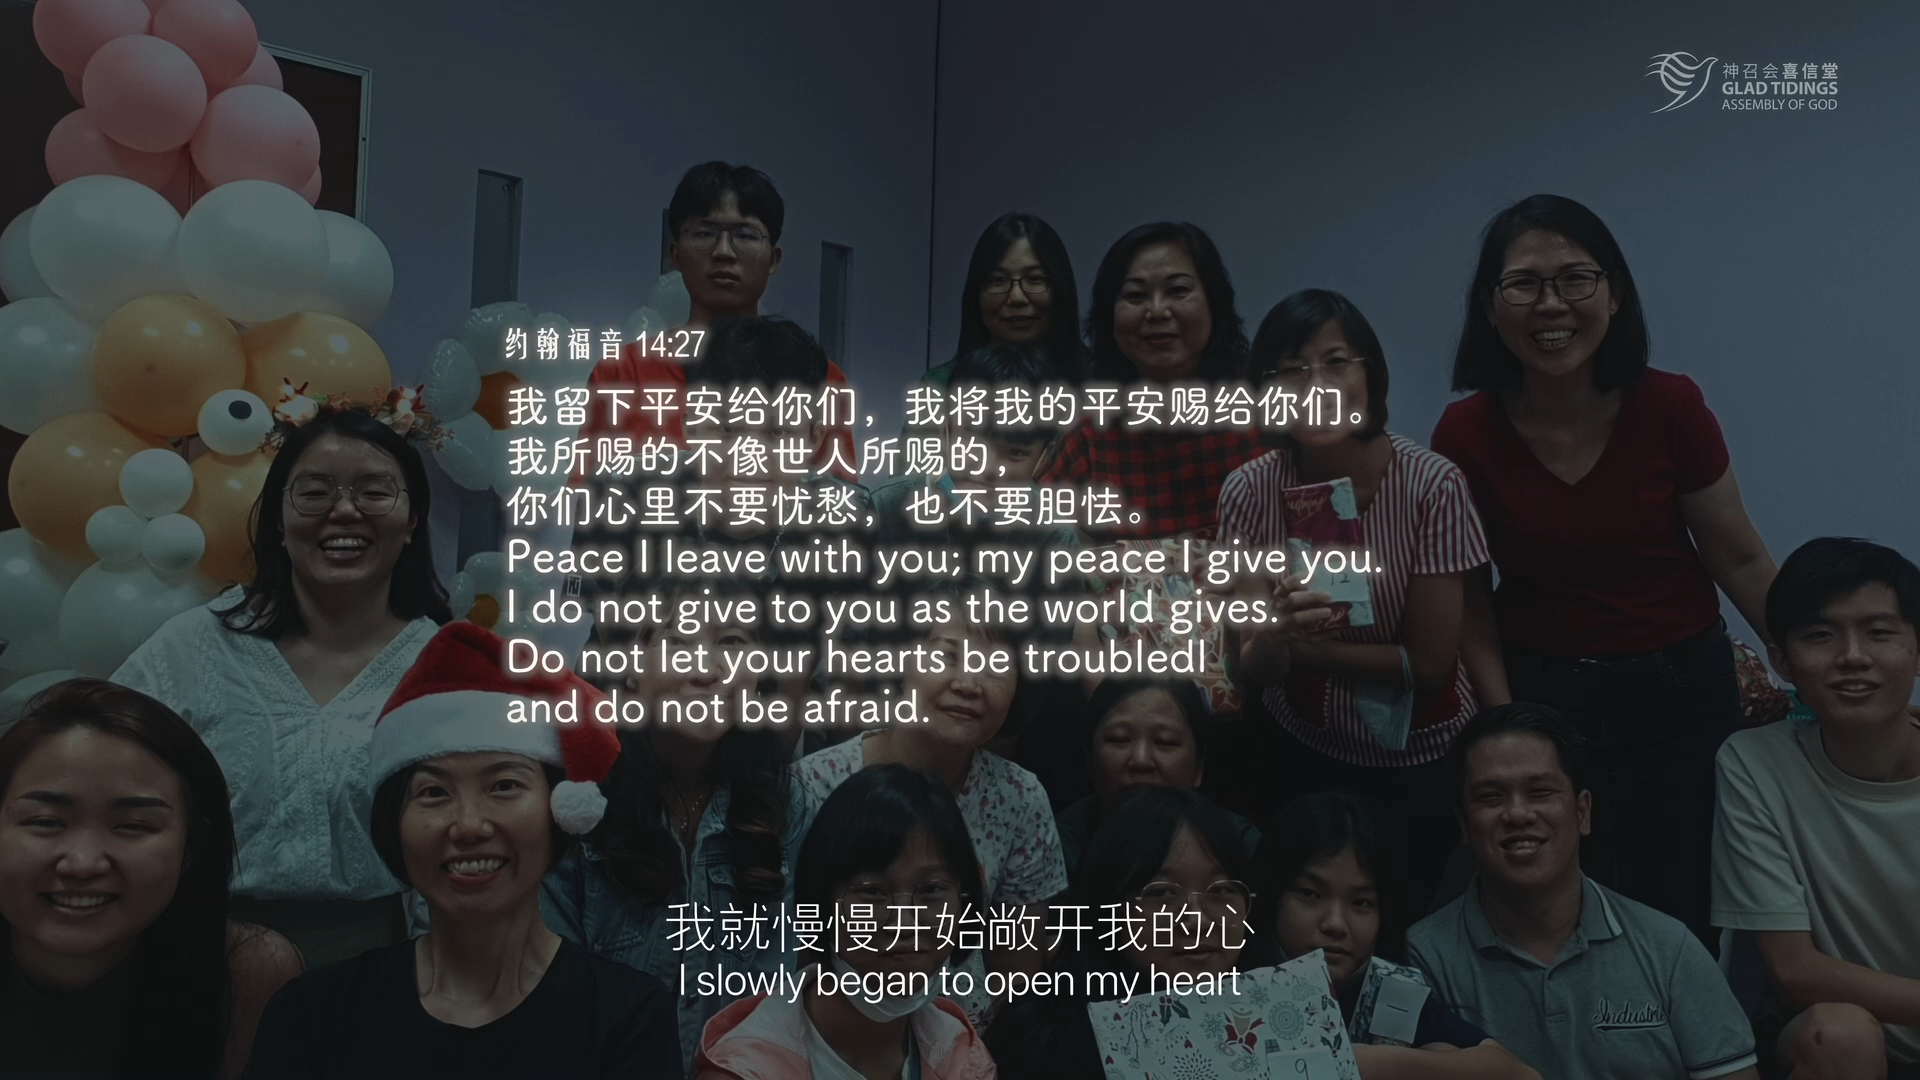 神召会喜信堂
GLAD TIDINGS
ASSEMBLY OF GOD
约翰福音 14:27
我留下平安给你们，我将我的平安赐给你们。
我所赐的不像世人所赐的，
你们心里不要忧愁，也不要胆怯。
Peace I leave with you; my peace I give you.
I do not give to you as the world gives.
Do not let your hearts be troubledl
and do not be afraid.
我就慢慢开始敞开我的心
I slowly began to open my heart
12
9